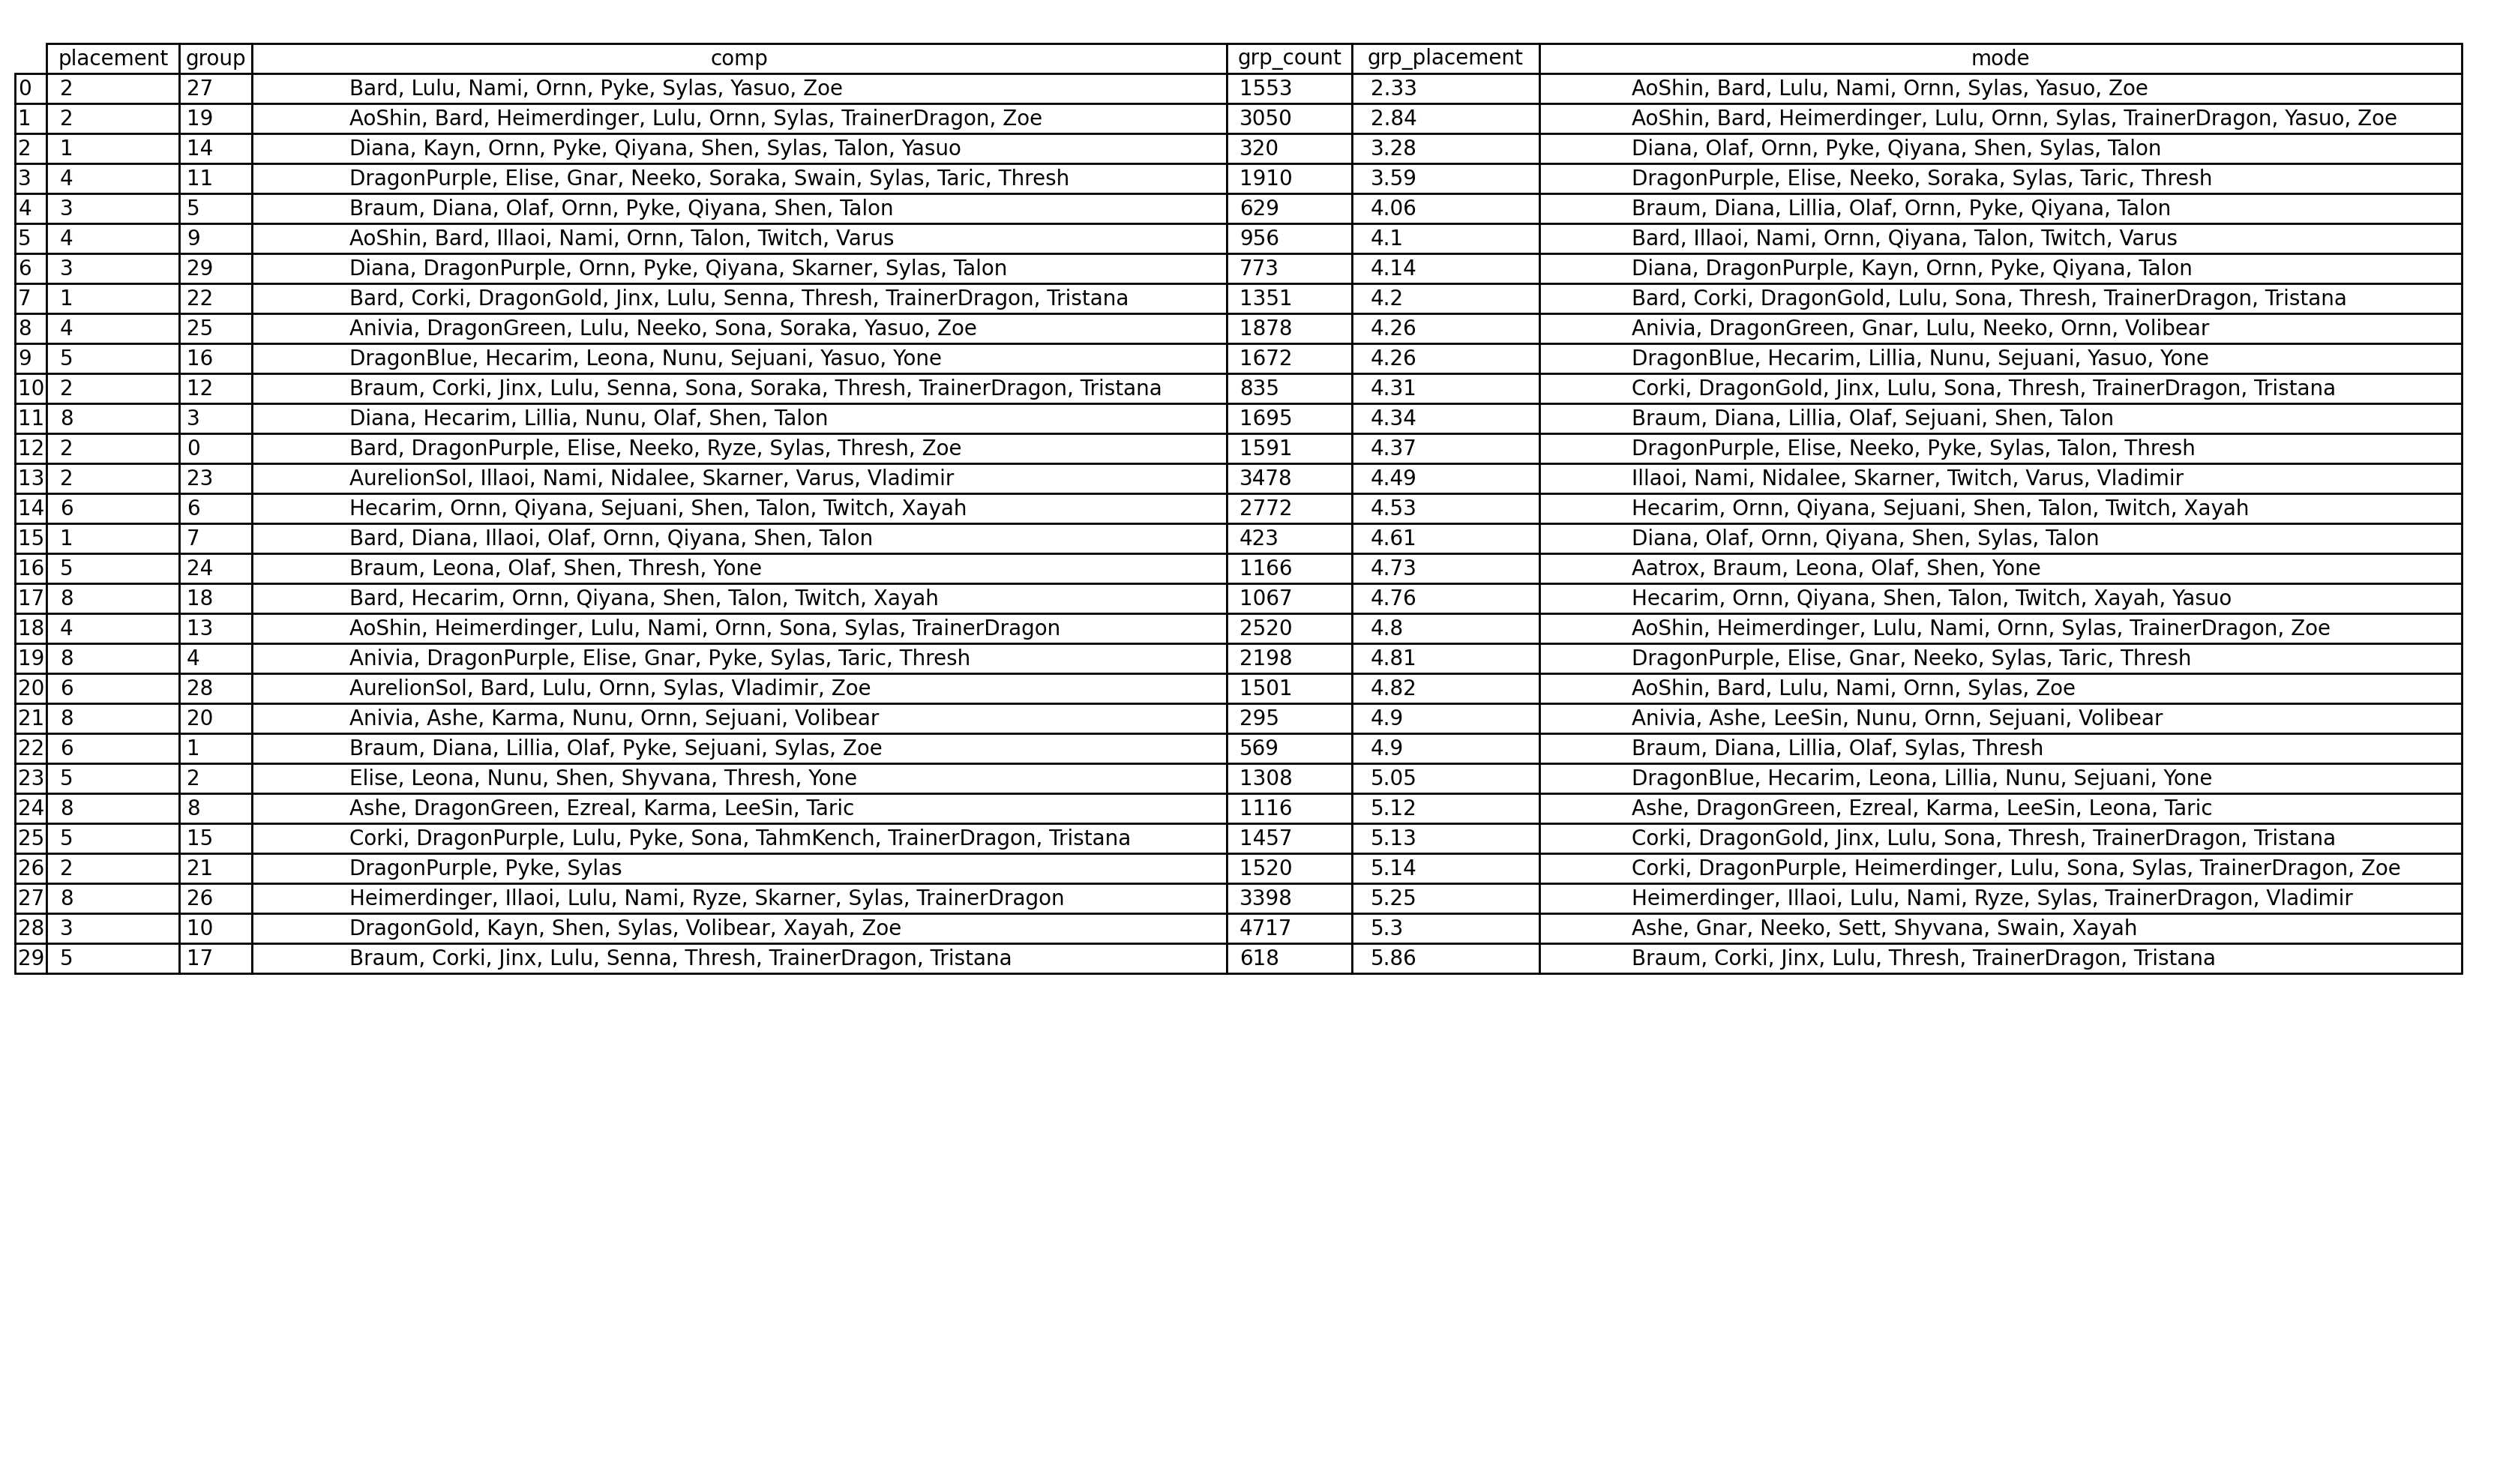 placement group comp grp_count grp_placement mode
0 2 27 Bard, Lulu, Nami, Ornn, Pyke, Sylas, Yasuo, Zoe 1553 2.33 AoShin, Bard, Lulu, Nami, Ornn, Sylas, Yasuo, Zoe
1 2 19 AoShin, Bard, Heimerdinger, Lulu, Ornn, Sylas, TrainerDragon, Zoe 3050 2.84 AoShin, Bard, Heimerdinger, Lulu, Ornn, Sylas, TrainerDragon, Yasuo, Zoe
2 1 14 Diana, Kayn, Ornn, Pyke, Qiyana, Shen, Sylas, Talon, Yasuo 320 3.28 Diana, Olaf, Ornn, Pyke, Qiyana, Shen, Sylas, Talon
3 4 11 DragonPurple, Elise, Gnar, Neeko, Soraka, Swain, Sylas, Taric, Thresh 1910 3.59 DragonPurple, Elise, Neeko, Soraka, Sylas, Taric, Thresh
4 3 5 Braum, Diana, Olaf, Ornn, Pyke, Qiyana, Shen, Talon 629 4.06 Braum, Diana, Lillia, Olaf, Ornn, Pyke, Qiyana, Talon
5 4 9 AoShin, Bard, Illaoi, Nami, Ornn, Talon, Twitch, Varus 956 4.1 Bard, Illaoi, Nami, Ornn, Qiyana, Talon, Twitch, Varus
6 3 29 Diana, DragonPurple, Ornn, Pyke, Qiyana, Skarner, Sylas, Talon 773 4.14 Diana, DragonPurple, Kayn, Ornn, Pyke, Qiyana, Talon
7 1 22 Bard, Corki, DragonGold, Jinx, Lulu, Senna, Thresh, TrainerDragon, Tristana 1351 4.2 Bard, Corki, DragonGold, Lulu, Sona, Thresh, TrainerDragon, Tristana
8 4 25 Anivia, DragonGreen, Lulu, Neeko, Sona, Soraka, Yasuo, Zoe 1878 4.26 Anivia, DragonGreen, Gnar, Lulu, Neeko, Ornn, Volibear
9 5 16 DragonBlue, Hecarim, Leona, Nunu, Sejuani, Yasuo, Yone 1672 4.26 DragonBlue, Hecarim, Lillia, Nunu, Sejuani, Yasuo, Yone
10 2 12 Braum, Corki, Jinx, Lulu, Senna, Sona, Soraka, Thresh, TrainerDragon, Tristana 835 4.31 Corki, DragonGold, Jinx, Lulu, Sona, Thresh, TrainerDragon, Tristana
11 8 3 Diana, Hecarim, Lillia, Nunu, Olaf, Shen, Talon 1695 4.34 Braum, Diana, Lillia, Olaf, Sejuani, Shen, Talon
12 2 0 Bard, DragonPurple, Elise, Neeko, Ryze, Sylas, Thresh, Zoe 1591 4.37 DragonPurple, Elise, Neeko, Pyke, Sylas, Talon, Thresh
13 2 23 AurelionSol, Illaoi, Nami, Nidalee, Skarner, Varus, Vladimir 3478 4.49 Illaoi, Nami, Nidalee, Skarner, Twitch, Varus, Vladimir
14 6 6 Hecarim, Ornn, Qiyana, Sejuani, Shen, Talon, Twitch, Xayah 2772 4.53 Hecarim, Ornn, Qiyana, Sejuani, Shen, Talon, Twitch, Xayah
15 1 7 Bard, Diana, Illaoi, Olaf, Ornn, Qiyana, Shen, Talon 423 4.61 Diana, Olaf, Ornn, Qiyana, Shen, Sylas, Talon
16 5 24 Braum, Leona, Olaf, Shen, Thresh, Yone 1166 4.73 Aatrox, Braum, Leona, Olaf, Shen, Yone
17 8 18 Bard, Hecarim, Ornn, Qiyana, Shen, Talon, Twitch, Xayah 1067 4.76 Hecarim, Ornn, Qiyana, Shen, Talon, Twitch, Xayah, Yasuo
18 4 13 AoShin, Heimerdinger, Lulu, Nami, Ornn, Sona, Sylas, TrainerDragon 2520 4.8 AoShin, Heimerdinger, Lulu, Nami, Ornn, Sylas, TrainerDragon, Zoe
19 8 4 Anivia, DragonPurple, Elise, Gnar, Pyke, Sylas, Taric, Thresh 2198 4.81 DragonPurple, Elise, Gnar, Neeko, Sylas, Taric, Thresh
20 6 28 AurelionSol, Bard, Lulu, Ornn, Sylas, Vladimir, Zoe 1501 4.82 AoShin, Bard, Lulu, Nami, Ornn, Sylas, Zoe
21 8 20 Anivia, Ashe, Karma, Nunu, Ornn, Sejuani, Volibear 295 4.9 Anivia, Ashe, LeeSin, Nunu, Ornn, Sejuani, Volibear
22 6 1 Braum, Diana, Lillia, Olaf, Pyke, Sejuani, Sylas, Zoe 569 4.9 Braum, Diana, Lillia, Olaf, Sylas, Thresh
23 5 2 Elise, Leona, Nunu, Shen, Shyvana, Thresh, Yone 1308 5.05 DragonBlue, Hecarim, Leona, Lillia, Nunu, Sejuani, Yone
24 8 8 Ashe, DragonGreen, Ezreal, Karma, LeeSin, Taric 1116 5.12 Ashe, DragonGreen, Ezreal, Karma, LeeSin, Leona, Taric
25 5 15 Corki, DragonPurple, Lulu, Pyke, Sona, TahmKench, TrainerDragon, Tristana 1457 5.13 Corki, DragonGold, Jinx, Lulu, Sona, Thresh, TrainerDragon, Tristana
26 2 21 DragonPurple, Pyke, Sylas 1520 5.14 Corki, DragonPurple, Heimerdinger, Lulu, Sona, Sylas, TrainerDragon, Zoe
27 8 26 Heimerdinger, Illaoi, Lulu, Nami, Ryze, Skarner, Sylas, TrainerDragon 3398 5.25 Heimerdinger, Illaoi, Lulu, Nami, Ryze, Sylas, TrainerDragon, Vladimir
28 3 10 DragonGold, Kayn, Shen, Sylas, Volibear, Xayah, Zoe 4717 5.3 Ashe, Gnar, Neeko, Sett, Shyvana, Swain, Xayah
29 5 17 Braum, Corki, Jinx, Lulu, Senna, Thresh, TrainerDragon, Tristana 618 5.86 Braum, Corki, Jinx, Lulu, Thresh, TrainerDragon, Tristana